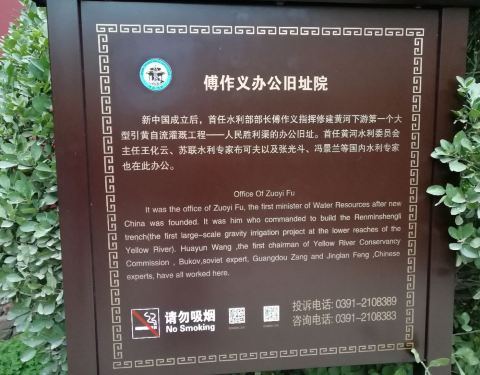 傅作义办公旧址院
新中国成立后，首任水利部部长傅作义指挥修建黄河下游第一个大
型引黄自流灌溉工程——人民胜利渠的办公旧址。首任黄河水利委员会
主任王化云、苏联水利专家布可夫以及张光斗、冯景兰等国内水利专家
也在此办公。
Office Of Zuoyi Fu
It was the office of Zuoyi Fu, the first minister of Water Resources after new
China was founded. It was him who commanded to build the Renminshengli
trench(the first large-scale gravity irrigation project at the lower reaches of the
Yellow River). Huayun Wang ,the first chairman of Yellow River Conservancy
Commission , Bukov,soviet expert, Guangdou Zang and Jinglan Feng ,Chinese
experts, have all worked here.
请勿吸烟
No Smoking
投诉电话: 0391-2108389
咨询电话: 0391-2108383